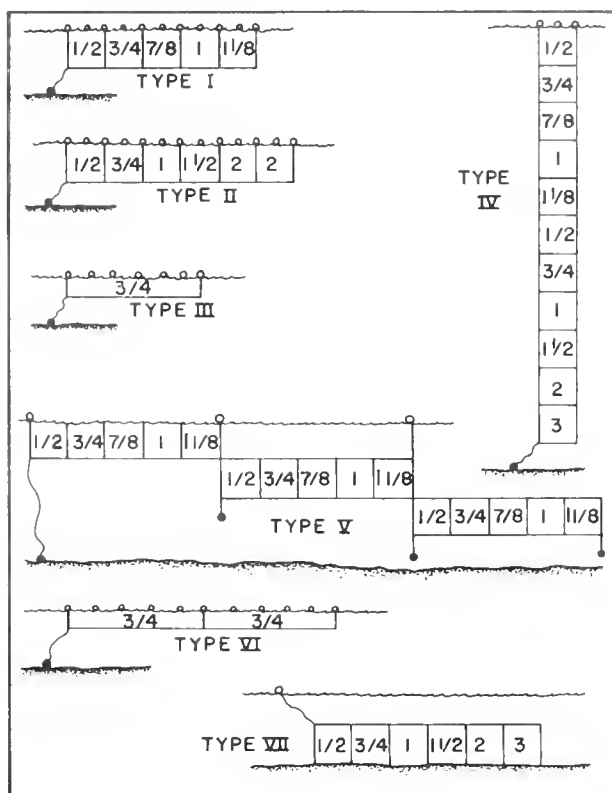 1/2 3/4 7/8 1 1 1/8
TYPE I
1/2 3/4 1 1 1/2 2 2
TYPE II
3/4
TYPE III
1/2
3/4
7/8
1
1 1/8
1/2
3/4
1
1 1/2
2
3
TYPE
IV
1/2 3/4 7/8 1 1 1/8
1/2 3/4 7/8 1 1 1/8
1/2 3/4 7/8 1 1 1/8
TYPE V
3/4 3/4
TYPE VI
TYPE VII
1/2 3/4 1 1 1/2 2 3